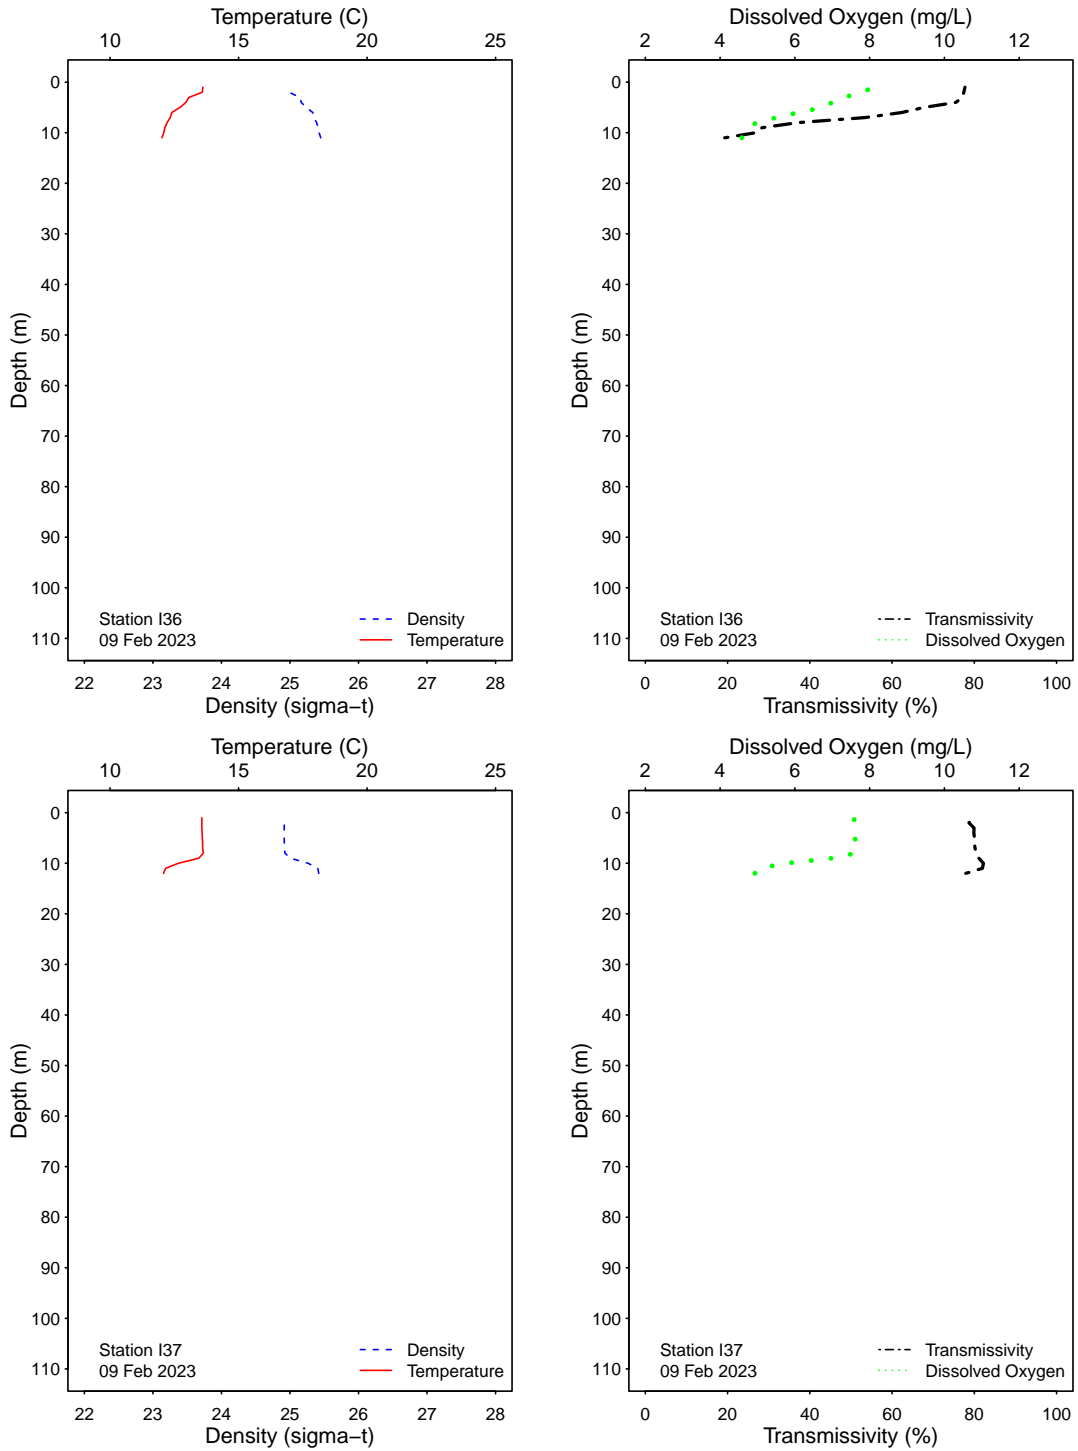 Temperature (C)
10 15 20 25
0
10
20
30
40
50
60
70
80
90
100
110
Depth (m)
Station I36
09 Feb 2023
Density
Temperature
22 23 24 25 26 27 28
Density (sigma−t)
Dissolved Oxygen (mg/L)
2 4 6 8 10 12
0
10
20
30
40
50
60
70
80
90
100
110
Depth (m)
Station I36
09 Feb 2023
Transmissivity
Dissolved Oxygen
0 20 40 60 80 100
Transmissivity (%)
Temperature (C)
10 15 20 25
0
10
20
30
40
50
60
70
80
90
100
110
Depth (m)
Station I37
09 Feb 2023
Density
Temperature
22 23 24 25 26 27 28
Density (sigma−t)
Dissolved Oxygen (mg/L)
2 4 6 8 10 12
0
10
20
30
40
50
60
70
80
90
100
110
Depth (m)
Station I37
09 Feb 2023
Transmissivity
Dissolved Oxygen
0 20 40 60 80 100
Transmissivity (%)